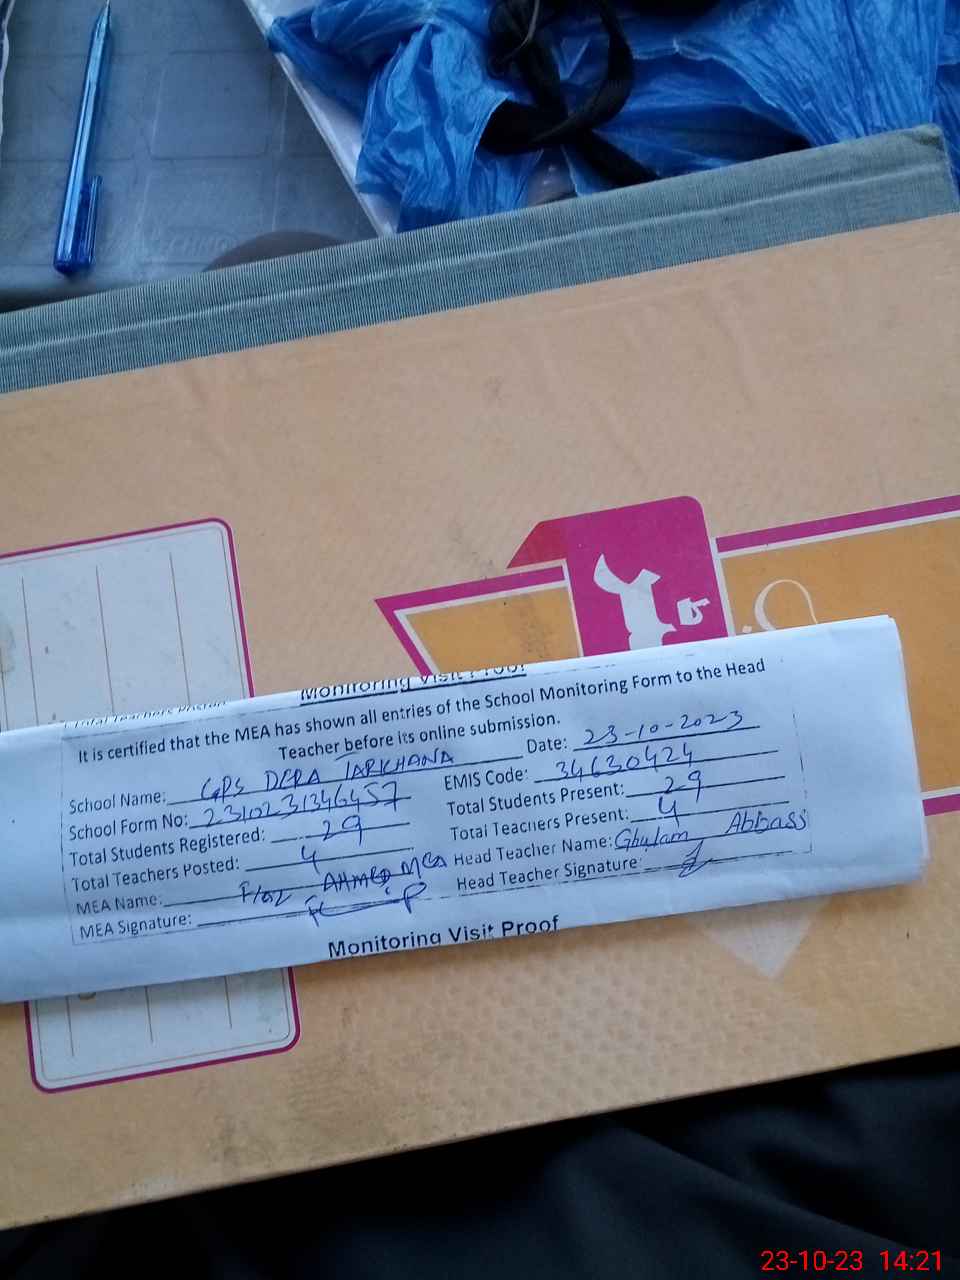 Monitoring Visit Proof
It is certified that the MEA has shown all entries of the School Monitoring Form to the Head
Teacher before its online submission.
Date: 23-10-2023
School Name: GPS DERA TARKHANA
EMIS Code: 34630424
School Form No: 2310231346457
Total Students Present: 29
Total Students Registered: 29
Total Teachers Present: 4
Total Teachers Posted: 4
Head Teacher Name: Ghulam Abbass
MEA Name: AHMED MEA
Head Teacher Signature:
MEA Signature:
Monitoring Visit Proof
23-10-23 14:21